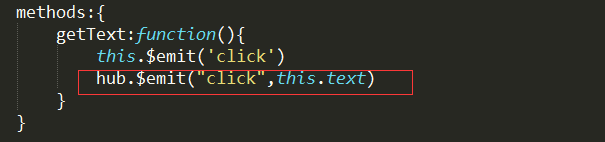 methods:{
getText:function(){
this.$emit('click')
hub.$emit("click",this.text)
}
}